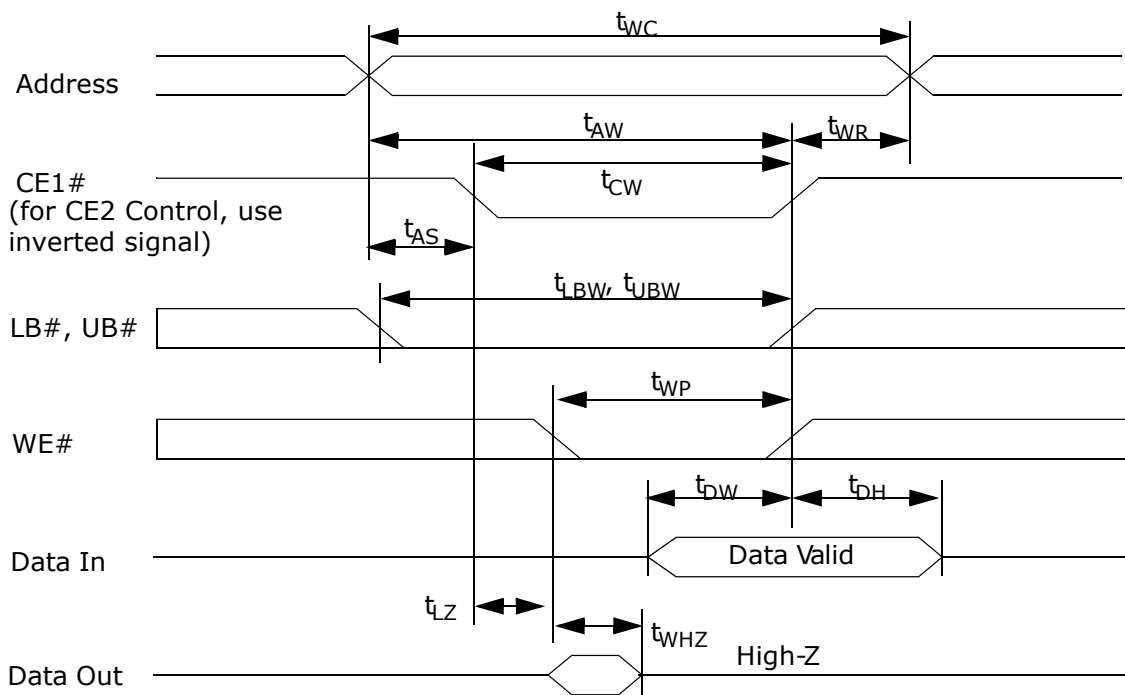 tWC
Address
tAW
tWR
CE1#
(for CE2 Control, use
inverted signal)
tCW
tAS
tLBW, tUBW
LB#, UB#
tWP
WE#
tDW
tDH
Data In
Data Valid
tLZ
tWHZ
High-Z
Data Out